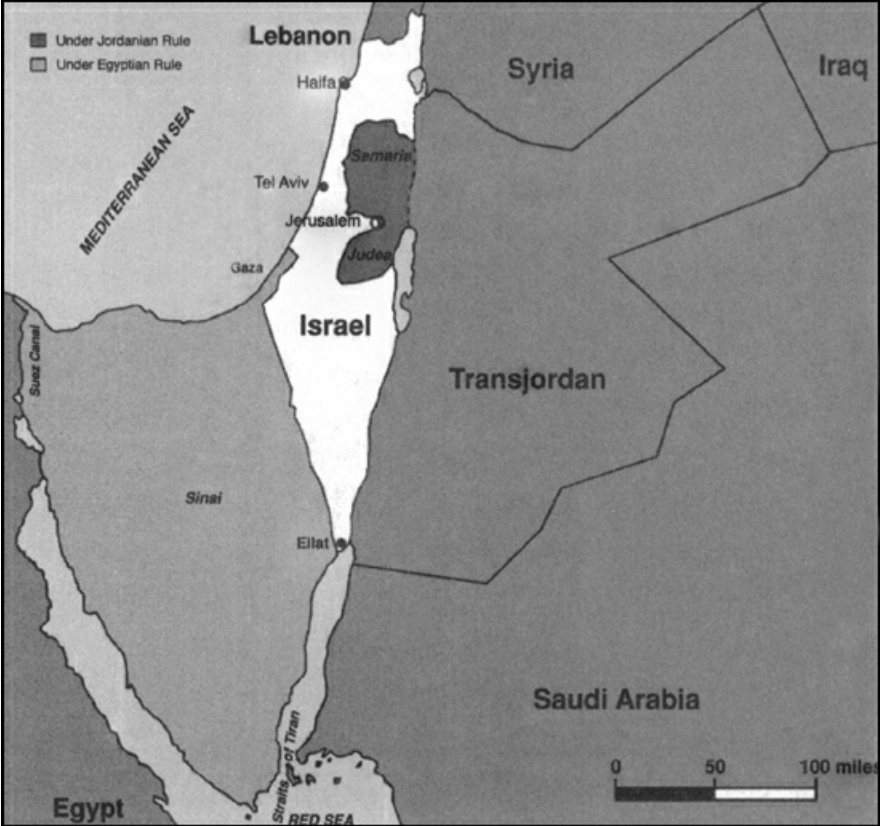 Under Jordanian Rule
Under Egyptian Rule
Lebanon
Syria
Iraq
Haifa
MEDITERRANEAN SEA
Samaria
Tel Aviv
Jerusalem
Judea
Gaza
Israel
Suez Canal
Transjordan
Sinai
Eilat
Saudi Arabia
Straits of Tiran
0 50 100 miles
Egypt
RED SEA